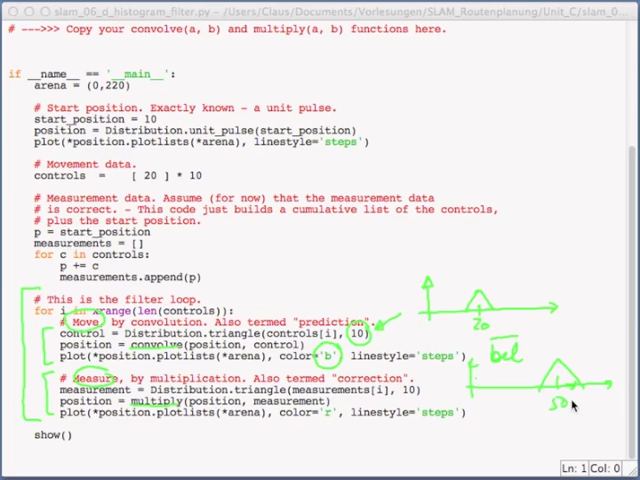 slam_06_d_histogram_filter.py – /Users/Claus/Documents/Vorlesungen/SLAM_Routenplanung/Unit_C/slam_0...
# --->>> Copy your convolve(a, b) and multiply(a, b) functions here.
if __name__ == '__main__':
arena = (0,220)
# Start position. Exactly known - a unit pulse.
start_position = 10
position = Distribution.unit_pulse(start_position)
plot(*position.plotlists(*arena), linestyle='steps')
# Movement data.
controls = [ 20 ] * 10
# Measurement data. Assume (for now) that the measurement data
# is correct. - This code just builds a cumulative list of the controls,
# plus the start position.
p = start_position
measurements = []
for c in controls:
p += c
measurements.append(p)
# This is the filter loop.
for i in xrange(len(controls)):
# Move, by convolution. Also termed "prediction".
control = Distribution.triangle(controls[i], 10)
position = convolve(position, control)
plot(*position.plotlists(*arena), color='b', linestyle='steps')
# Measure, by multiplication. Also termed "correction".
measurement = Distribution.triangle(measurements[i], 10)
position = multiply(position, measurement)
plot(*position.plotlists(*arena), color='r', linestyle='steps')
show()
20
bel
50
Ln: 1 Col: 0